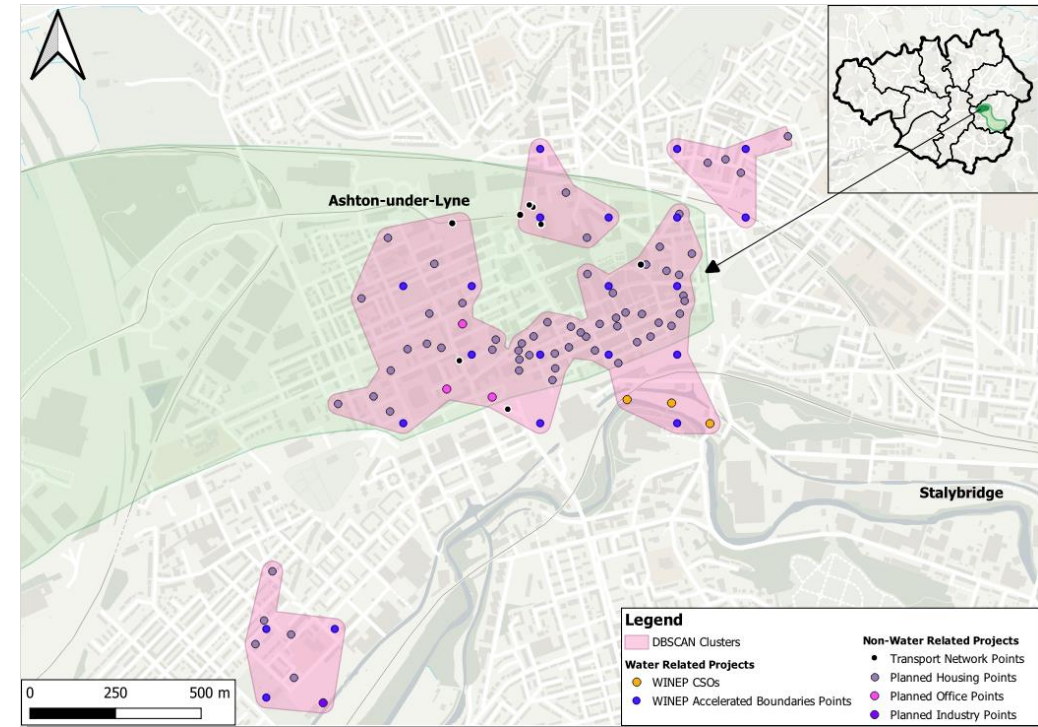 Ashton-under-Lyne
Stalybridge
0 250 500 m
Legend
DBSCAN Clusters
Water Related Projects
WINEP CSOs
WINEP Accelerated Boundaries Points
Non-Water Related Projects
Transport Network Points
Planned Housing Points
Planned Office Points
Planned Industry Points